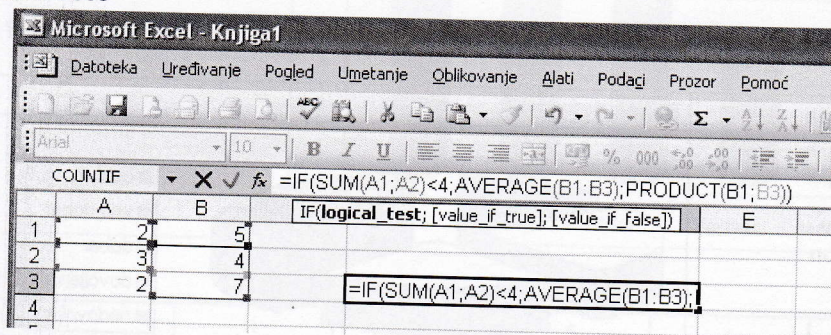 Microsoft Excel - Knjiga1
Datoteka Uređivanje Pogled Umetanje Oblikovanje Alati Podaci Prozor Pomoć
Arial 10 B I U % 000
COUNTIF fx =IF(SUM(A1;A2)<4;AVERAGE(B1:B3);PRODUCT(B1;B3))
IF(logical_test; [value_if_true]; [value_if_false])
A B E
1 2 5
2 3 4
3 2 7 =IF(SUM(A1;A2)<4;AVERAGE(B1:B3);
4